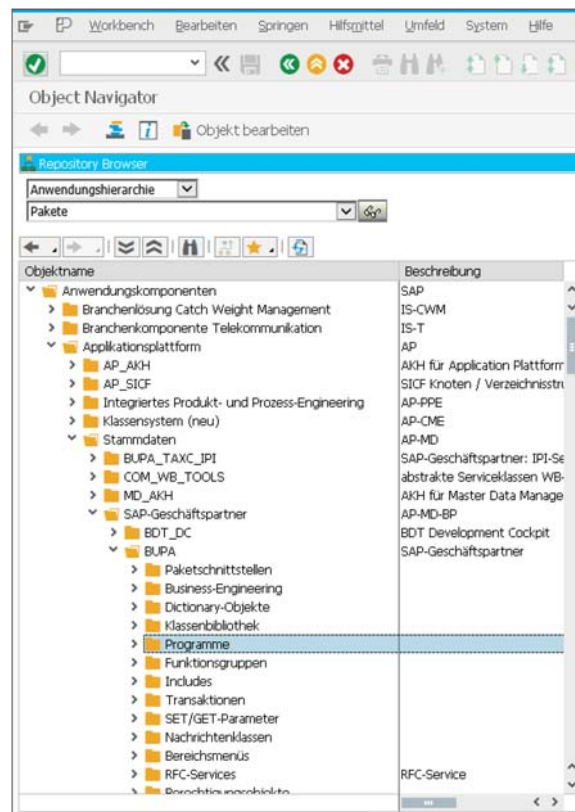 Workbench Bearbeiten Springen Hilfsmittel Umfeld System Hilfe
Object Navigator
Objekt bearbeiten
Repository Browser
Anwendungshierarchie
Pakete
Objektname Beschreibung
Anwendungskomponenten SAP
Branchenlösung Catch Weight Management IS-CWM
Branchenkomponente Telekommunikation IS-T
Applikationsplattform AP
AP_AKH AKH für Application Plattform
AP_SICF SICF Knoten / Verzeichnisstru
Integriertes Produkt- und Prozess-Engineering AP-PPE
Klassensystem (neu) AP-CME
Stammdaten AP-MD
BUPA_TAXC_IPI SAP-Geschäftspartner: IPI-Se
COM_WB_TOOLS abstrakte Serviceklassen WB-
MD_AKH AKH für Master Data Manage
SAP-Geschäftspartner AP-MD-BP
BDT_DC BDT Development Cockpit
BUPA SAP-Geschäftspartner
Paketschnittstellen
Business-Engineering
Dictionary-Objekte
Klassenbibliothek
Programme
Funktionsgruppen
Includes
Transaktionen
SET/GET-Parameter
Nachrichtenklassen
Bereichsmenüs
RFC-Services RFC-Service
Berechtigungsobjekte